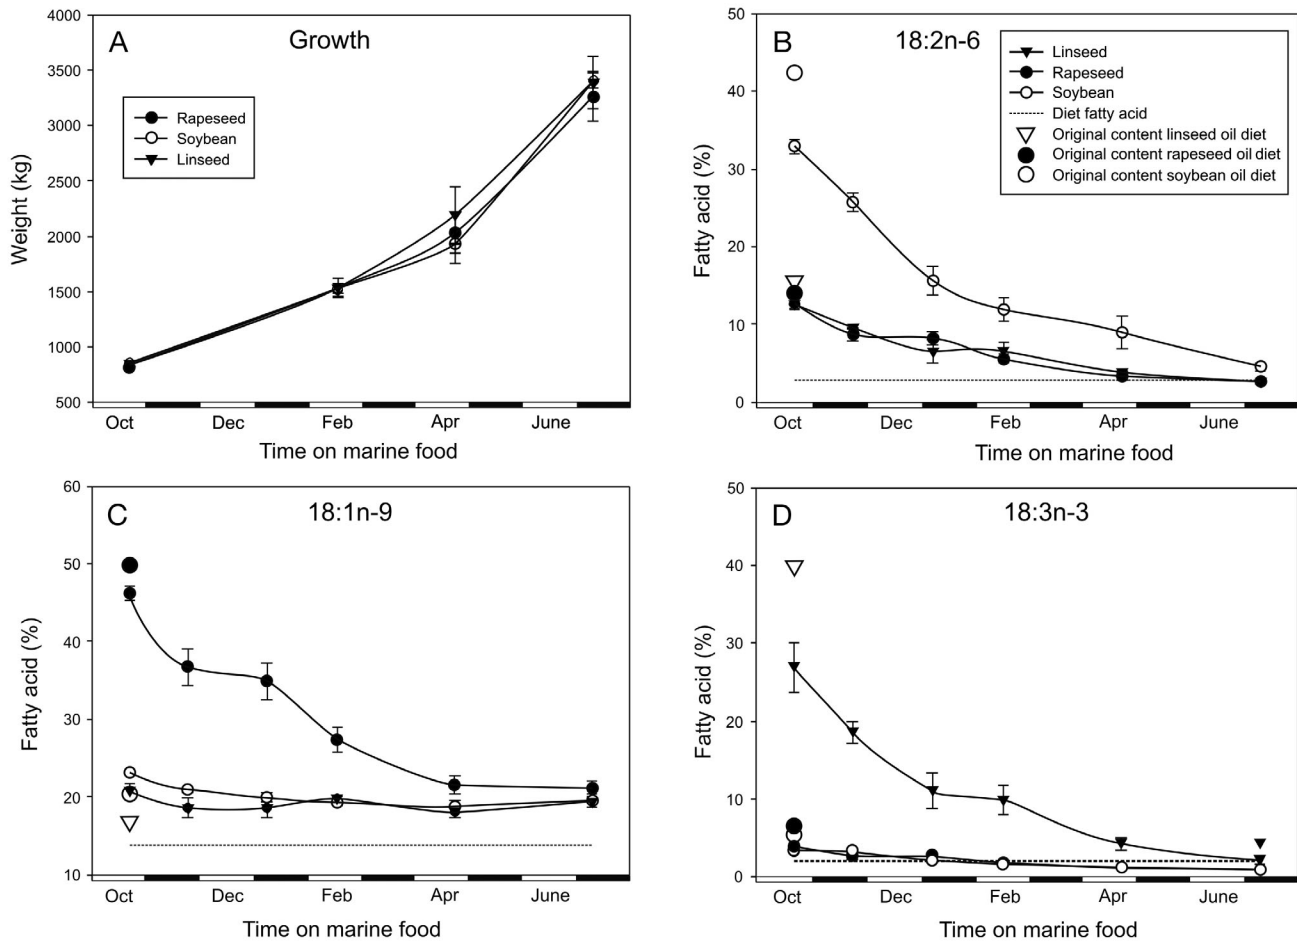 A
Growth
Weight (kg)
4000
3500
3000
2500
2000
1500
1000
500
Rapeseed
Soybean
Linseed
Oct
Dec
Feb
Apr
June
Time on marine food
B
18:2n-6
Fatty acid (%)
50
40
30
20
10
0
Linseed
Rapeseed
Soybean
Diet fatty acid
Original content linseed oil diet
Original content rapeseed oil diet
Original content soybean oil diet
Oct
Dec
Feb
Apr
June
Time on marine food
C
18:1n-9
Fatty acid (%)
60
50
40
30
20
10
Oct
Dec
Feb
Apr
June
Time on marine food
D
18:3n-3
Fatty acid (%)
50
40
30
20
10
0
Oct
Dec
Feb
Apr
June
Time on marine food